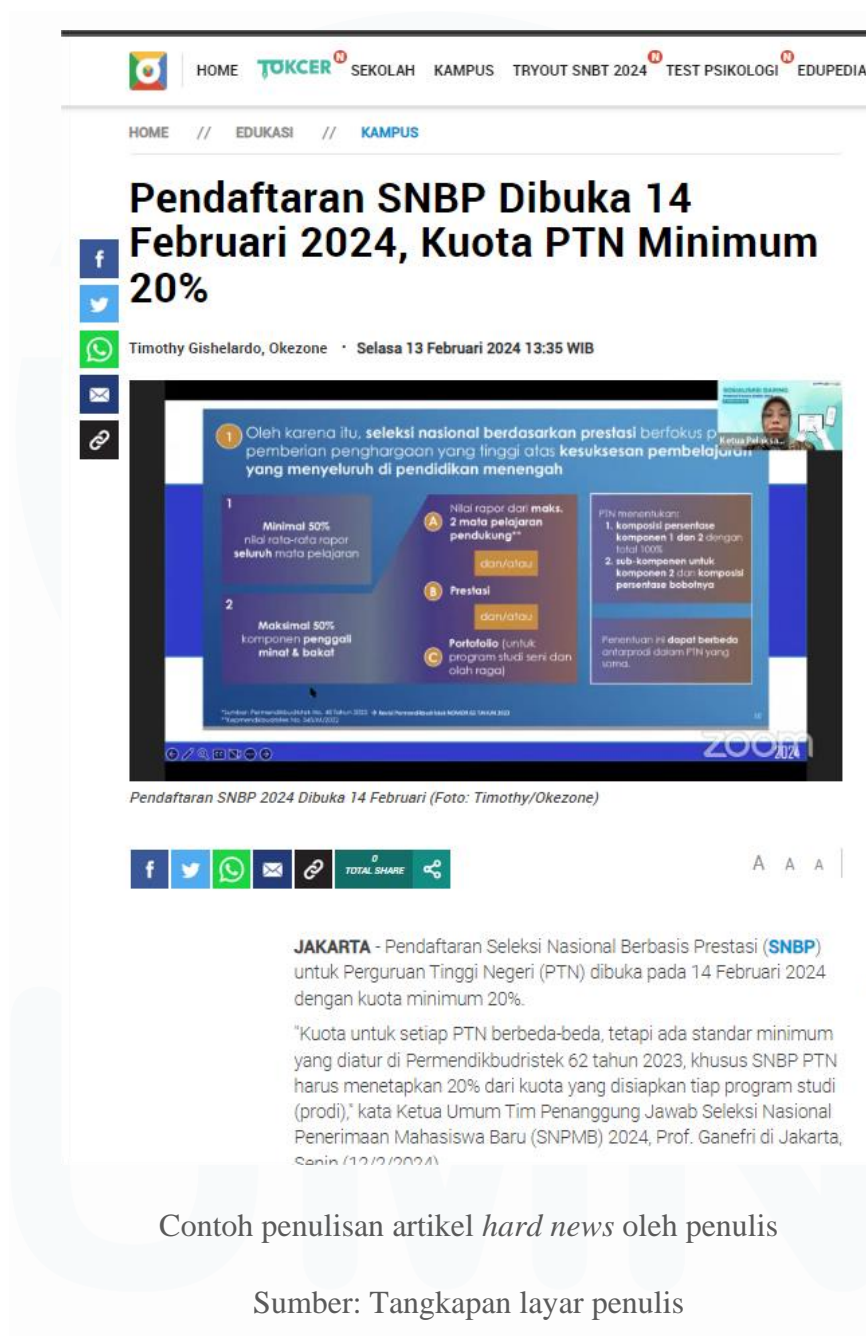 HOME TOKCER N SEKOLAH KAMPUS TRYOUT SNBT 2024 N TEST PSIKOLOGI N EDUPEDIA
HOME // EDUKASI // KAMPUS
Pendaftaran SNBP Dibuka 14
Februari 2024, Kuota PTN Minimum
20%
Timothy Gishelardo, Okezone · Selasa 13 Februari 2024 13:35 WIB
SOSIALISASI DARING
Ketua Pelaksa...
1 Oleh karena itu, seleksi nasional berdasarkan prestasi berfokus p
pemberian penghargaan yang tinggi atas kesuksesan pembelajaran
yang menyeluruh di pendidikan menengah
1
Minimal 50%
nilai rata-rata rapor
seluruh mata pelajaran
2
Maksimal 50%
komponen penggali
minat & bakat
A Nilai rapor dari maks.
2 mata pelajaran
pendukung**
dan/atau
B Prestasi
dan/atau
C Portofolio (untuk
program studi seni dan
olah raga)
PTN menentukan:
1. komposisi persentase
komponen 1 dan 2 dengan
total 100%
2. sub-komponen untuk
komponen 2 dan komposisi
persentase bobotnya
Penentuan ini dapat berbeda
antarprodi dalam PTN yang
sama.
zoom
2024
Pendaftaran SNBP 2024 Dibuka 14 Februari (Foto: Timothy/Okezone)
0
TOTAL SHARE
A A A
JAKARTA - Pendaftaran Seleksi Nasional Berbasis Prestasi (SNBP)
untuk Perguruan Tinggi Negeri (PTN) dibuka pada 14 Februari 2024
dengan kuota minimum 20%.
"Kuota untuk setiap PTN berbeda-beda, tetapi ada standar minimum
yang diatur di Permendikbudristek 62 tahun 2023, khusus SNBP PTN
harus menetapkan 20% dari kuota yang disiapkan tiap program studi
(prodi)," kata Ketua Umum Tim Penanggung Jawab Seleksi Nasional
Penerimaan Mahasiswa Baru (SNPMB) 2024, Prof. Ganefri di Jakarta,
Senin (12/2/2024)
Contoh penulisan artikel hard news oleh penulis
Sumber: Tangkapan layar penulis